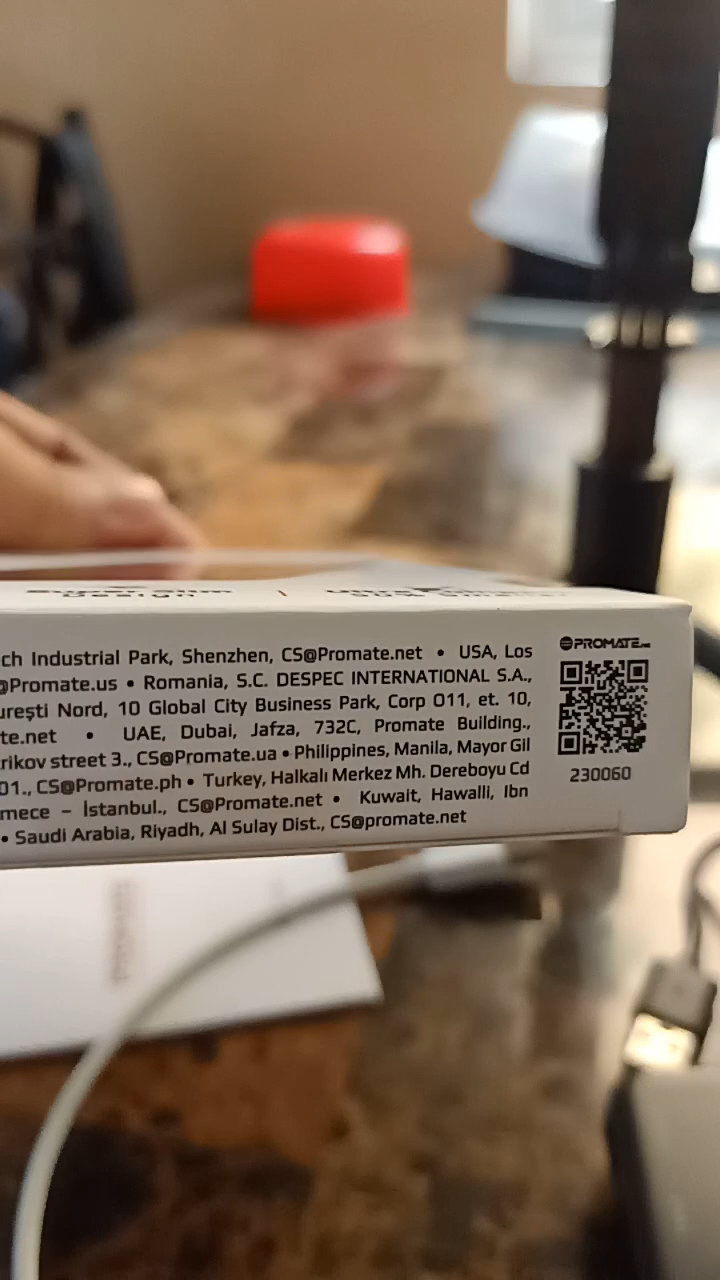 Super Slim
Design
ch Industrial Park, Shenzhen, CS@Promate.net • USA, Los
@Promate.us • Romania, S.C. DESPEC INTERNATIONAL S.A.,
urești Nord, 10 Global City Business Park, Corp O11, et. 10,
te.net • UAE, Dubai, Jafza, 732C, Promate Building.,
rikov street 3., CS@Promate.ua • Philippines, Manila, Mayor Gil
01., CS@Promate.ph • Turkey, Halkalı Merkez Mh. Dereboyu Cd
mece – İstanbul., CS@Promate.net • Kuwait, Hawalli, Ibn
• Saudi Arabia, Riyadh, Al Sulay Dist., CS@promate.net
PROMATE
230060